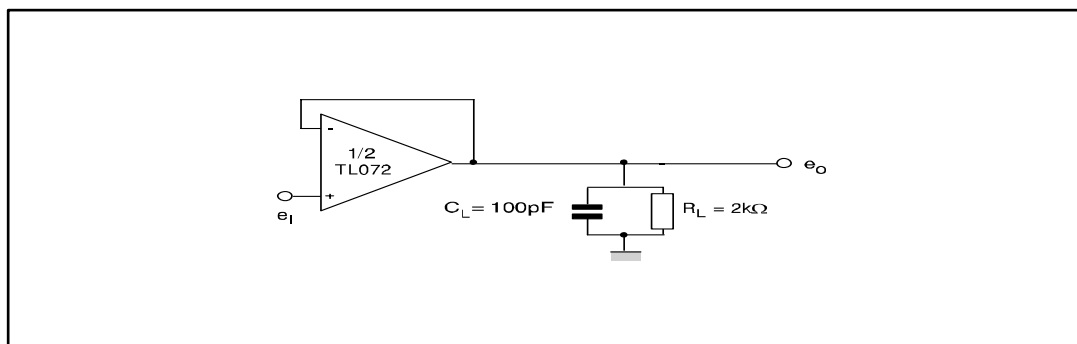 -
1/2
TL072
+
e_I
e_o
C_L= 100pF
R_L = 2kΩ